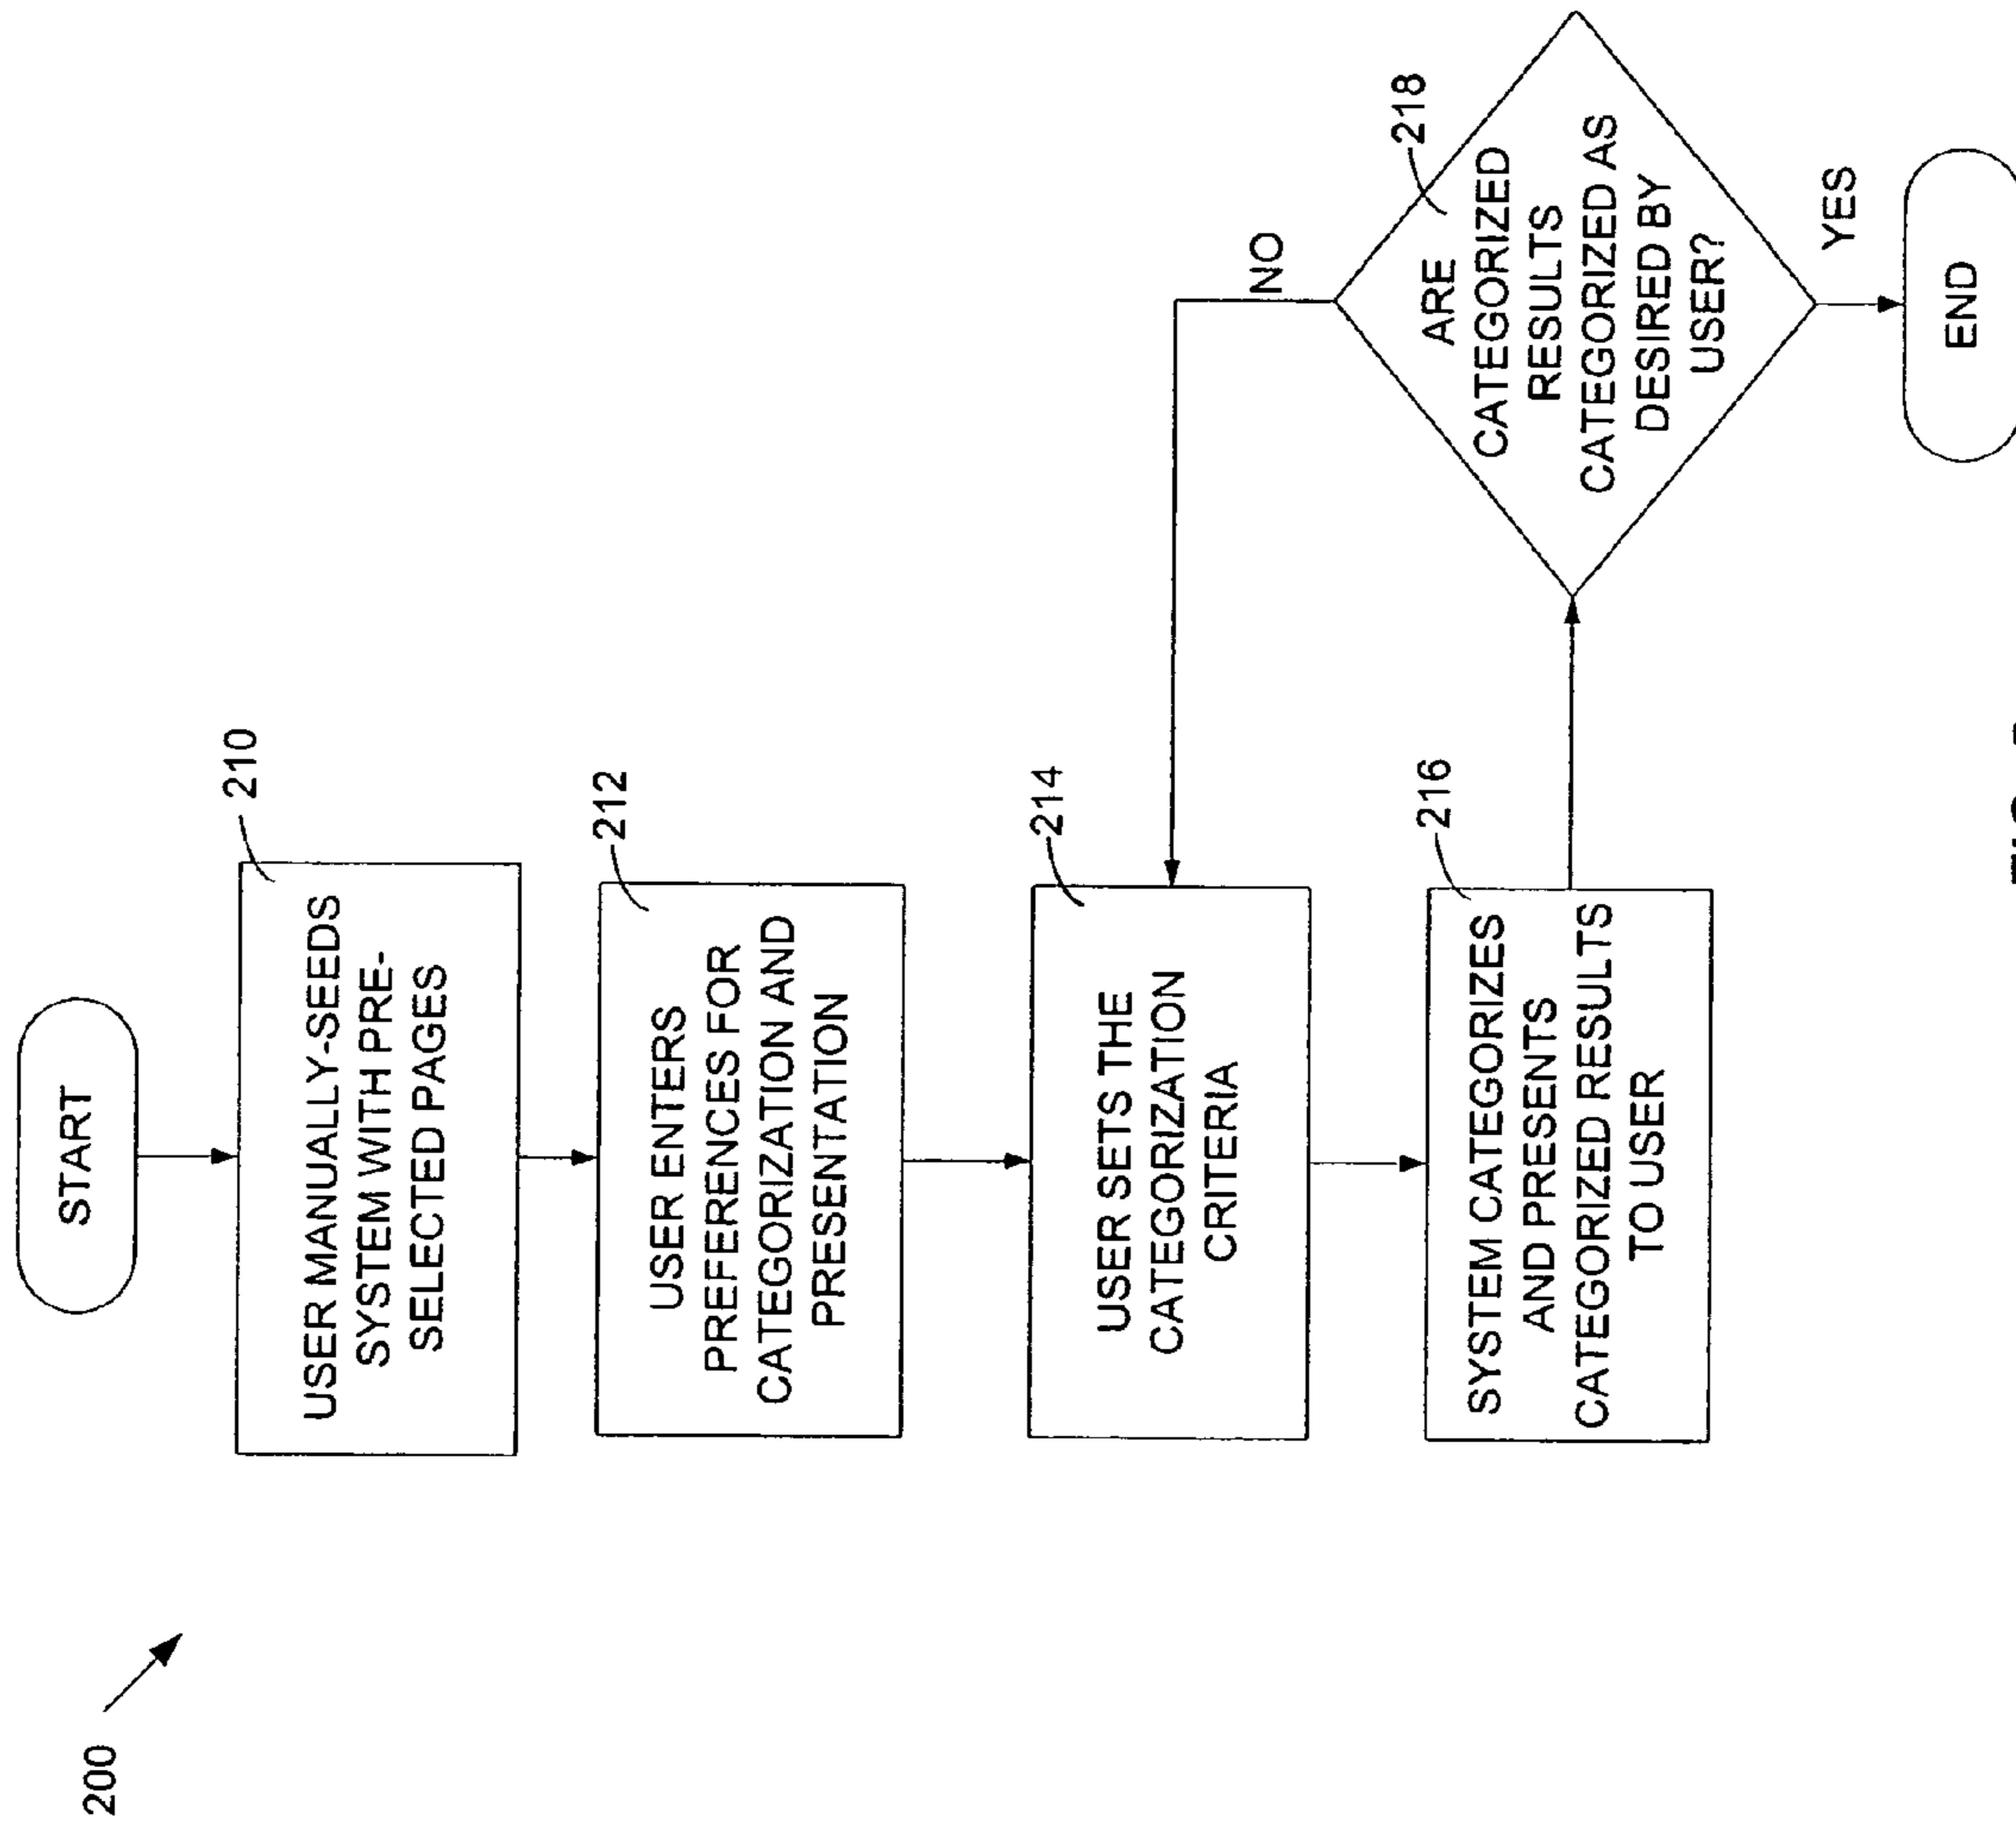 200
START
210
USER MANUALLY-SEEDS
SYSTEM WITH PRE-
SELECTED PAGES
212
USER ENTERS
PREFERENCES FOR
CATEGORIZATION AND
PRESENTATION
214
USER SETS THE
CATEGORIZATION
CRITERIA
216
SYSTEM CATEGORIZES
AND PRESENTS
CATEGORIZED RESULTS
TO USER
218
ARE
CATEGORIZED
RESULTS
CATEGORIZED AS
DESIRED BY
USER?
NO
YES
END